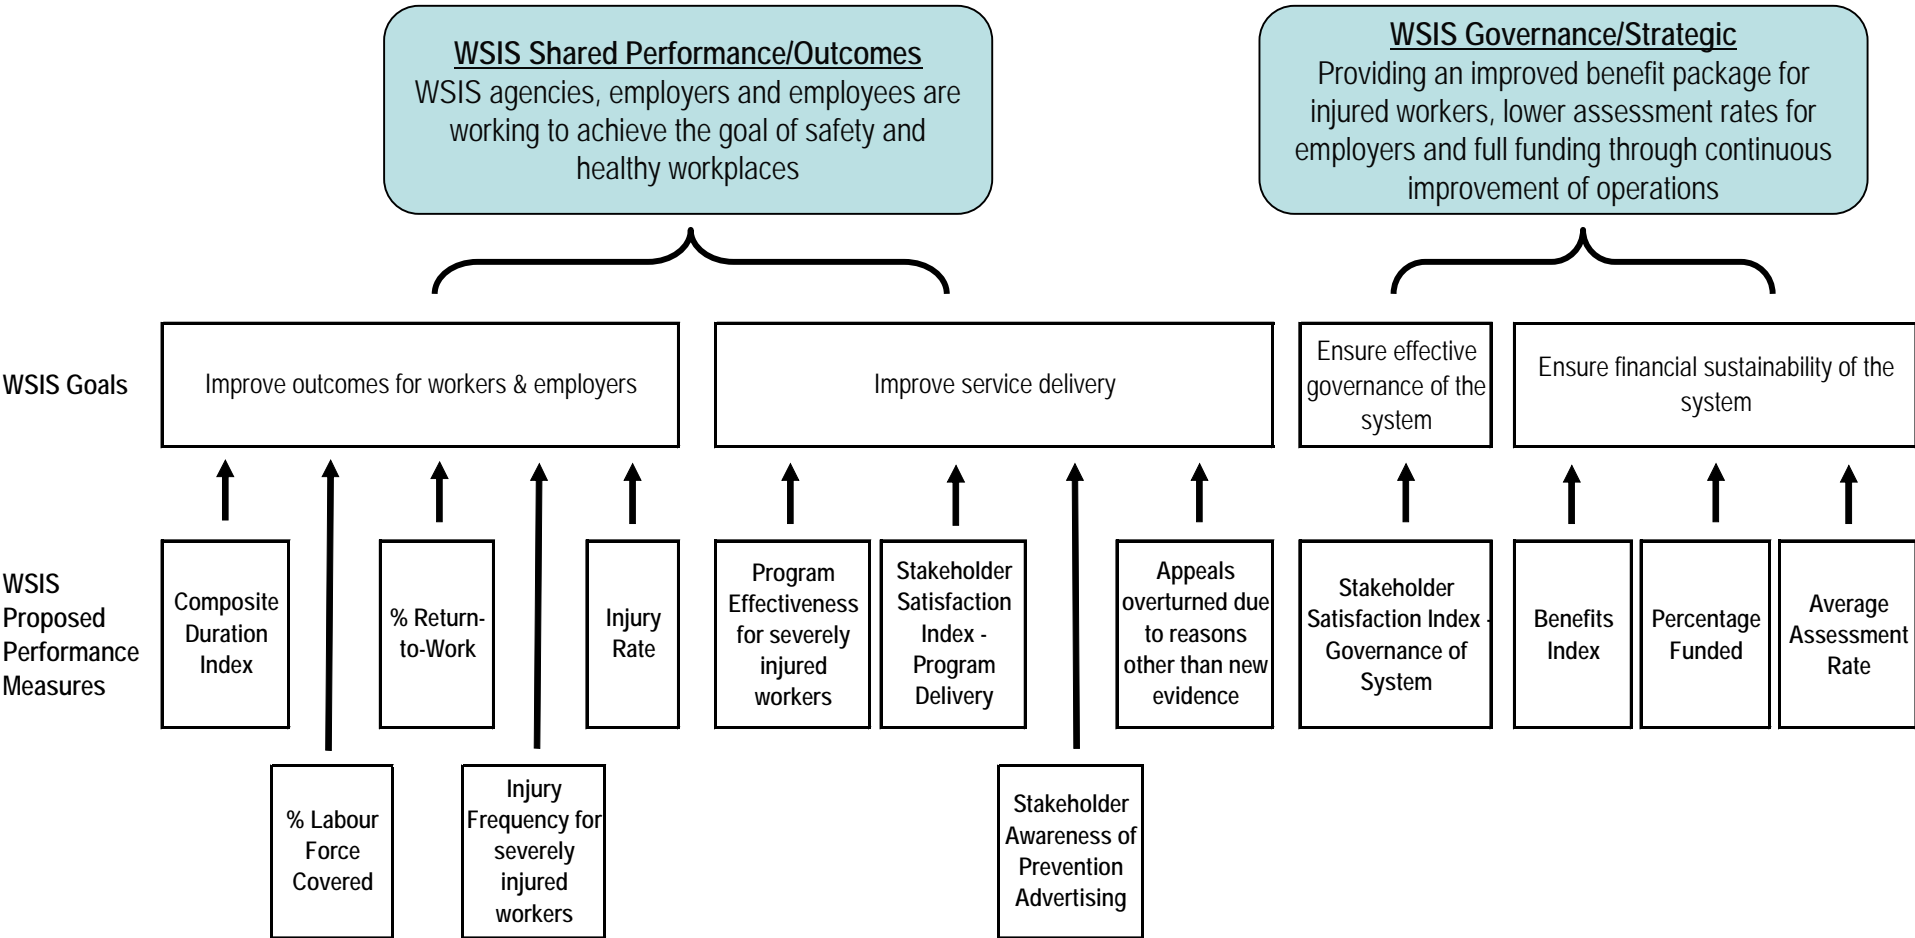 WSIS Shared Performance/Outcomes
WSIS agencies, employers and employees are
working to achieve the goal of safety and
healthy workplaces
WSIS Governance/Strategic
Providing an improved benefit package for
injured workers, lower assessment rates for
employers and full funding through continuous
improvement of operations
WSIS Goals
Improve outcomes for workers & employers
Improve service delivery
Ensure effective
governance of the
system
Ensure financial sustainability of the
system
WSIS
Proposed
Performance
Measures
Composite
Duration
Index
% Return-
to-Work
Injury
Rate
Program
Effectiveness
for severely
injured
workers
Stakeholder
Satisfaction
Index -
Program
Delivery
Appeals
overturned due
to reasons
other than new
evidence
Stakeholder
Satisfaction Index -
Governance of
System
Benefits
Index
Percentage
Funded
Average
Assessment
Rate
% Labour
Force
Covered
Injury
Frequency for
severely
injured
workers
Stakeholder
Awareness of
Prevention
Advertising